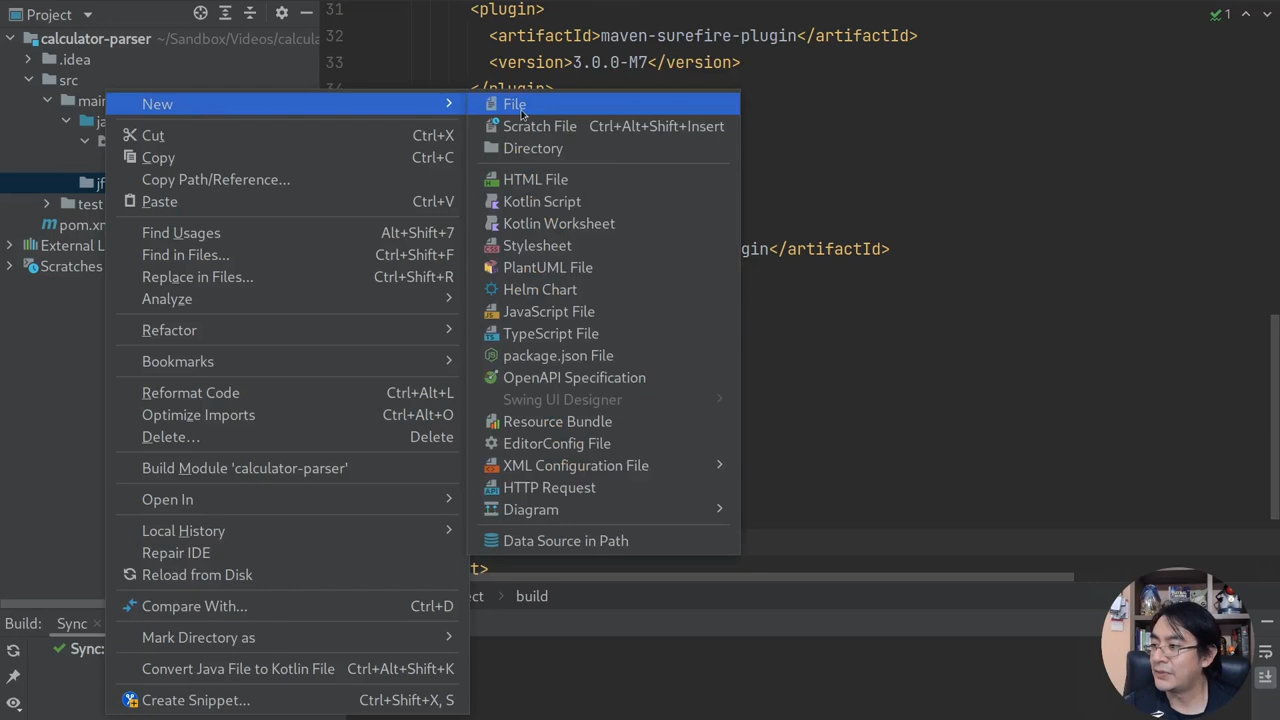 Project
calculator-parser ~/Sandbox/Videos/calcula
.idea
src
main
ja
jf
test
pom.xm
External L
Scratches
31 <plugin>
32 <artifactId>maven-surefire-plugin</artifactId>
33 <version>3.0.0-M7</version>
34 </plugin>
1
gin</artifactId>
t>
ct > build
New
Cut Ctrl+X
Copy Ctrl+C
Copy Path/Reference...
Paste Ctrl+V
Find Usages Alt+Shift+7
Find in Files... Ctrl+Shift+F
Replace in Files... Ctrl+Shift+R
Analyze
Refactor
Bookmarks
Reformat Code Ctrl+Alt+L
Optimize Imports Ctrl+Alt+O
Delete... Delete
Build Module 'calculator-parser'
Open In
Local History
Repair IDE
Reload from Disk
Compare With... Ctrl+D
Mark Directory as
Convert Java File to Kotlin File Ctrl+Alt+Shift+K
Create Snippet... Ctrl+Shift+X, S
File
Scratch File Ctrl+Alt+Shift+Insert
Directory
HTML File
Kotlin Script
Kotlin Worksheet
Stylesheet
PlantUML File
Helm Chart
JavaScript File
TypeScript File
package.json File
OpenAPI Specification
Swing UI Designer
Resource Bundle
EditorConfig File
XML Configuration File
HTTP Request
Diagram
Data Source in Path
Build: Sync
Sync: